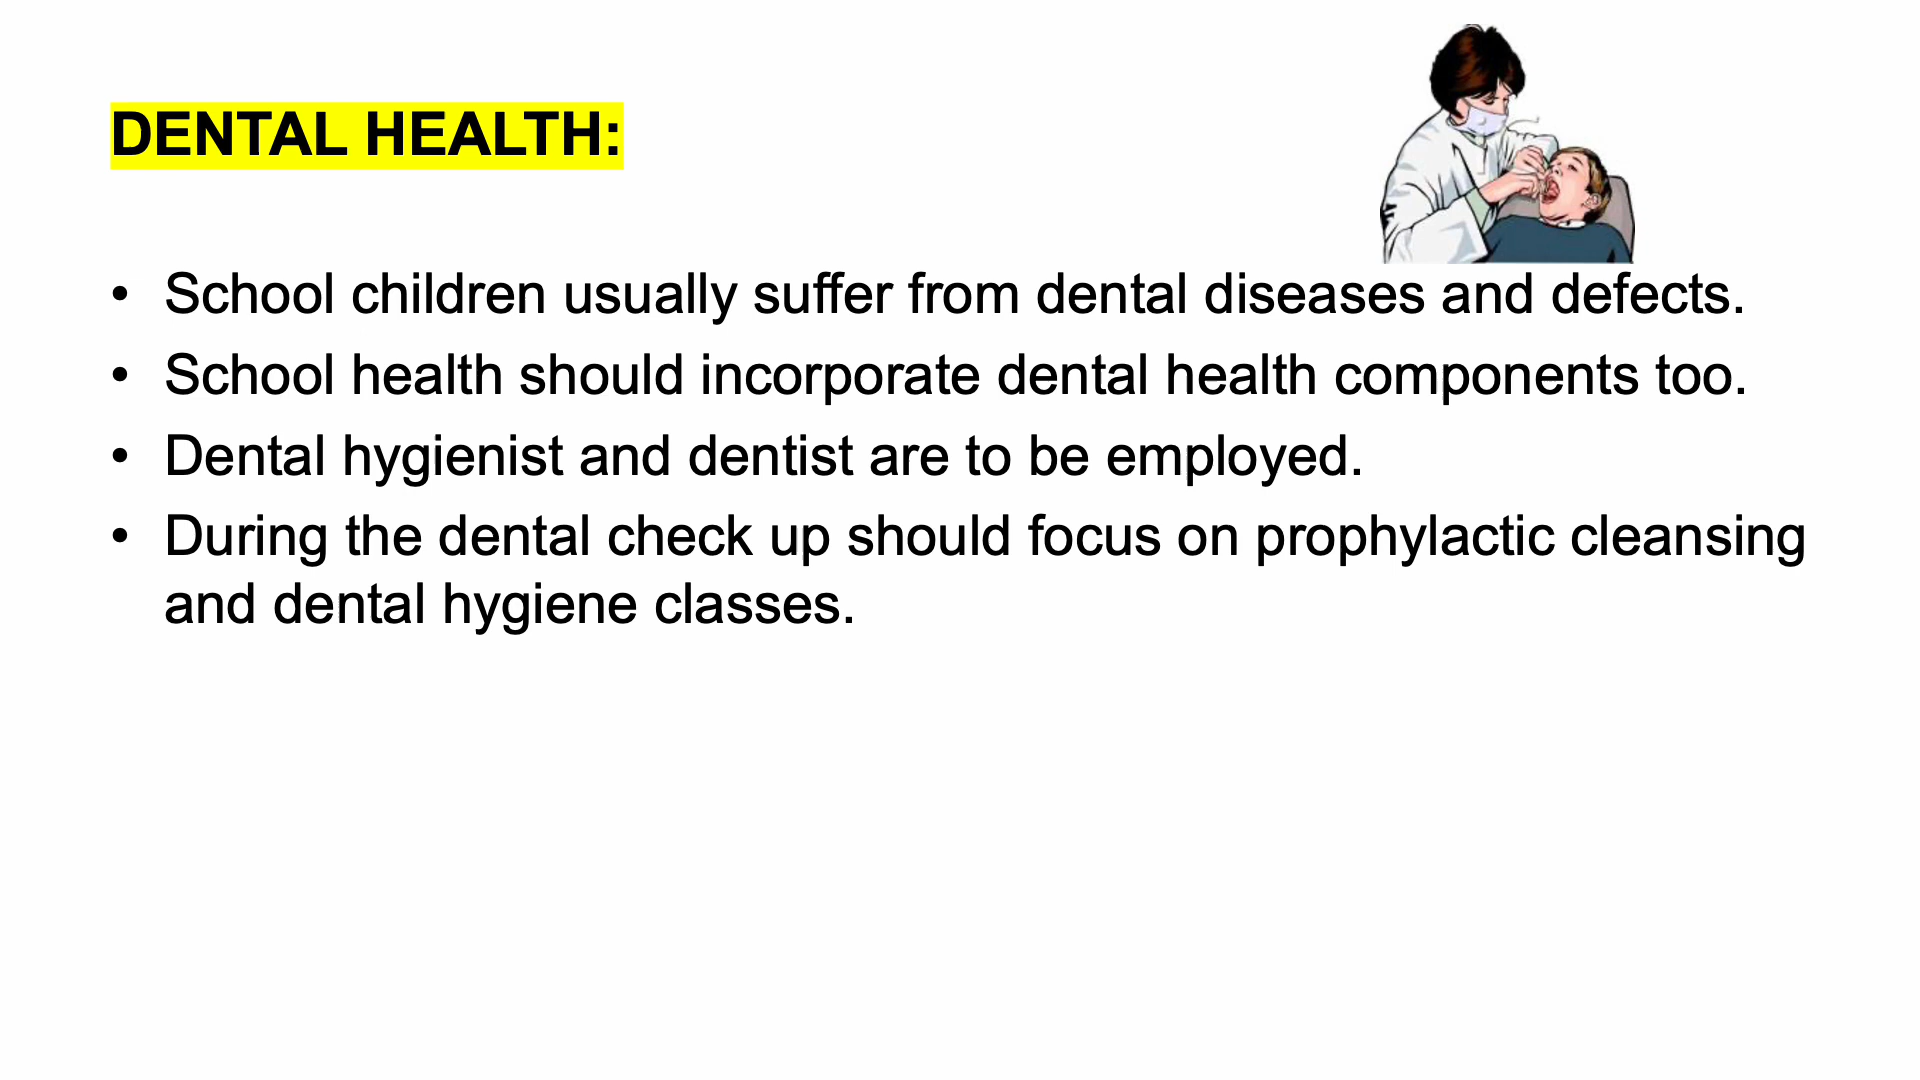 DENTAL HEALTH:
• School children usually suffer from dental diseases and defects.
• School health should incorporate dental health components too.
• Dental hygienist and dentist are to be employed.
• During the dental check up should focus on prophylactic cleansing
and dental hygiene classes.